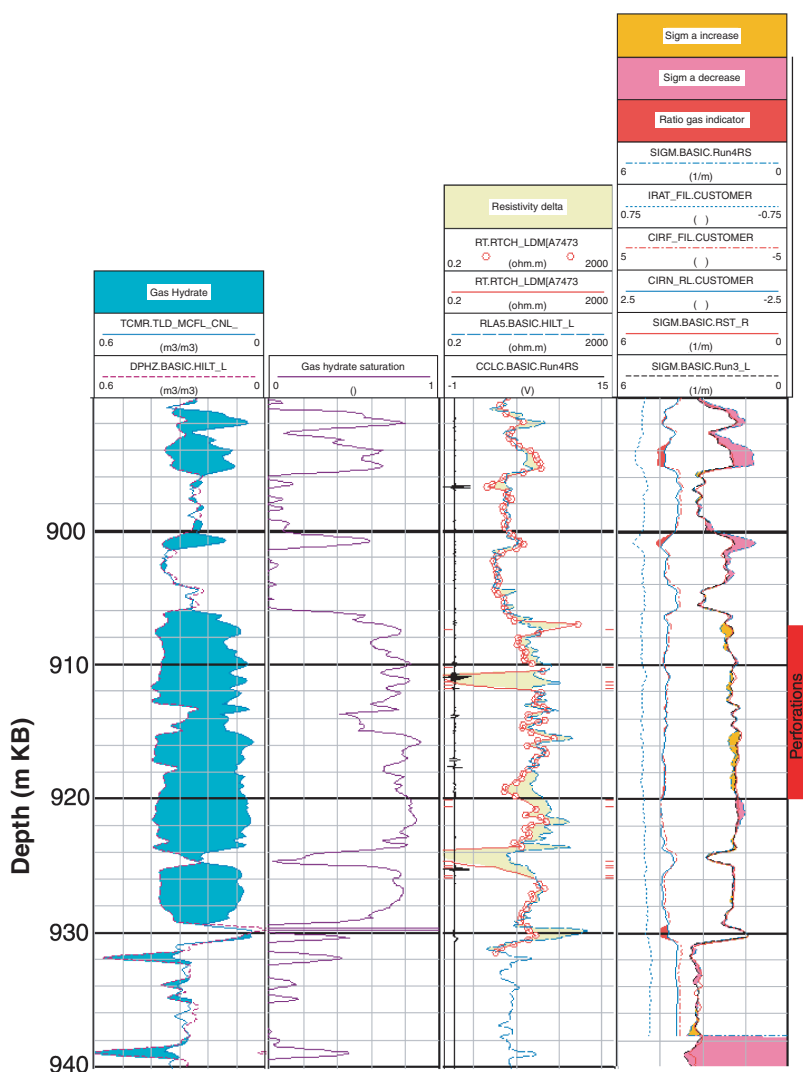 Sigm a increase
Sigm a decrease
Ratio gas indicator
SIGM.BASIC.Run4RS
6 (1/m) 0
IRAT_FIL.CUSTOMER
0.75 ( ) -0.75
CIRF_FIL.CUSTOMER
5 ( ) -5
CIRN_RL.CUSTOMER
2.5 ( ) -2.5
SIGM.BASIC.RST_R
6 (1/m) 0
SIGM.BASIC.Run3_L
6 (1/m) 0
Resistivity delta
RT.RTCH_LDM[A7473
0.2 (ohm.m) 2000
RT.RTCH_LDM[A7473
0.2 (ohm.m) 2000
RLA5.BASIC.HILT_L
0.2 (ohm.m) 2000
CCLC.BASIC.Run4RS
-1 (V) 15
Gas Hydrate
TCMR.TLD_MCFL_CNL_
0.6 (m3/m3) 0
DPHZ.BASIC.HILT_L
0.6 (m3/m3) 0
Gas hydrate saturation
0 () 1
Depth (m KB)
900
910
920
930
940
Perforations